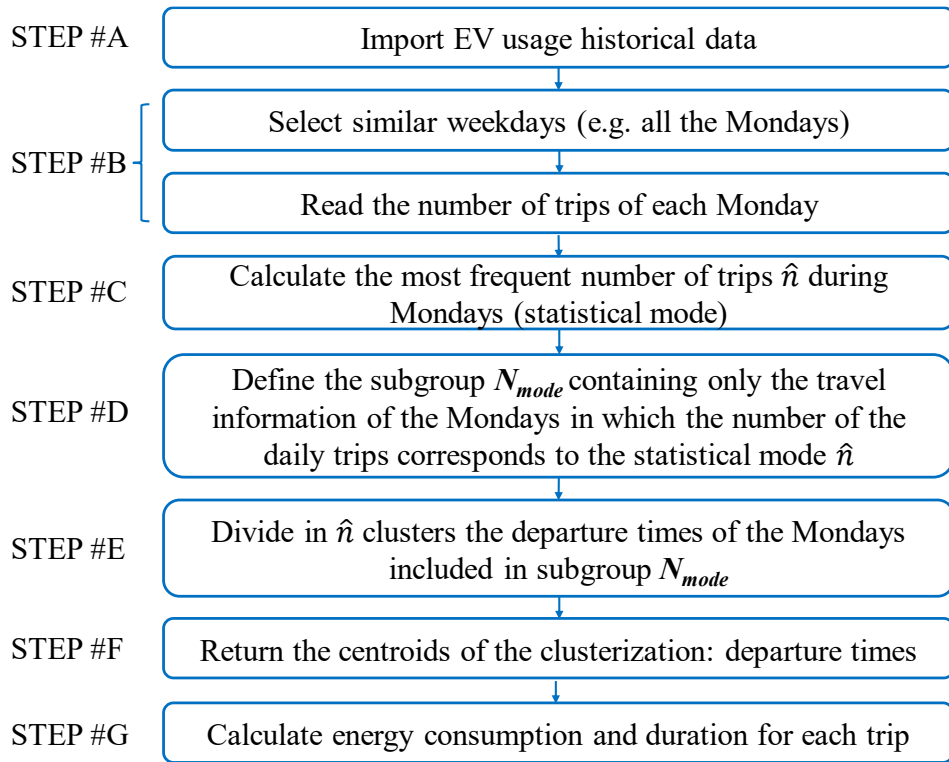 STEP #A
Import EV usage historical data
STEP #B
Select similar weekdays (e.g. all the Mondays)
Read the number of trips of each Monday
STEP #C
Calculate the most frequent number of trips n̂ during
Mondays (statistical mode)
STEP #D
Define the subgroup N_mode containing only the travel
information of the Mondays in which the number of the
daily trips corresponds to the statistical mode n̂
STEP #E
Divide in n̂ clusters the departure times of the Mondays
included in subgroup N_mode
STEP #F
Return the centroids of the clusterization: departure times
STEP #G
Calculate energy consumption and duration for each trip